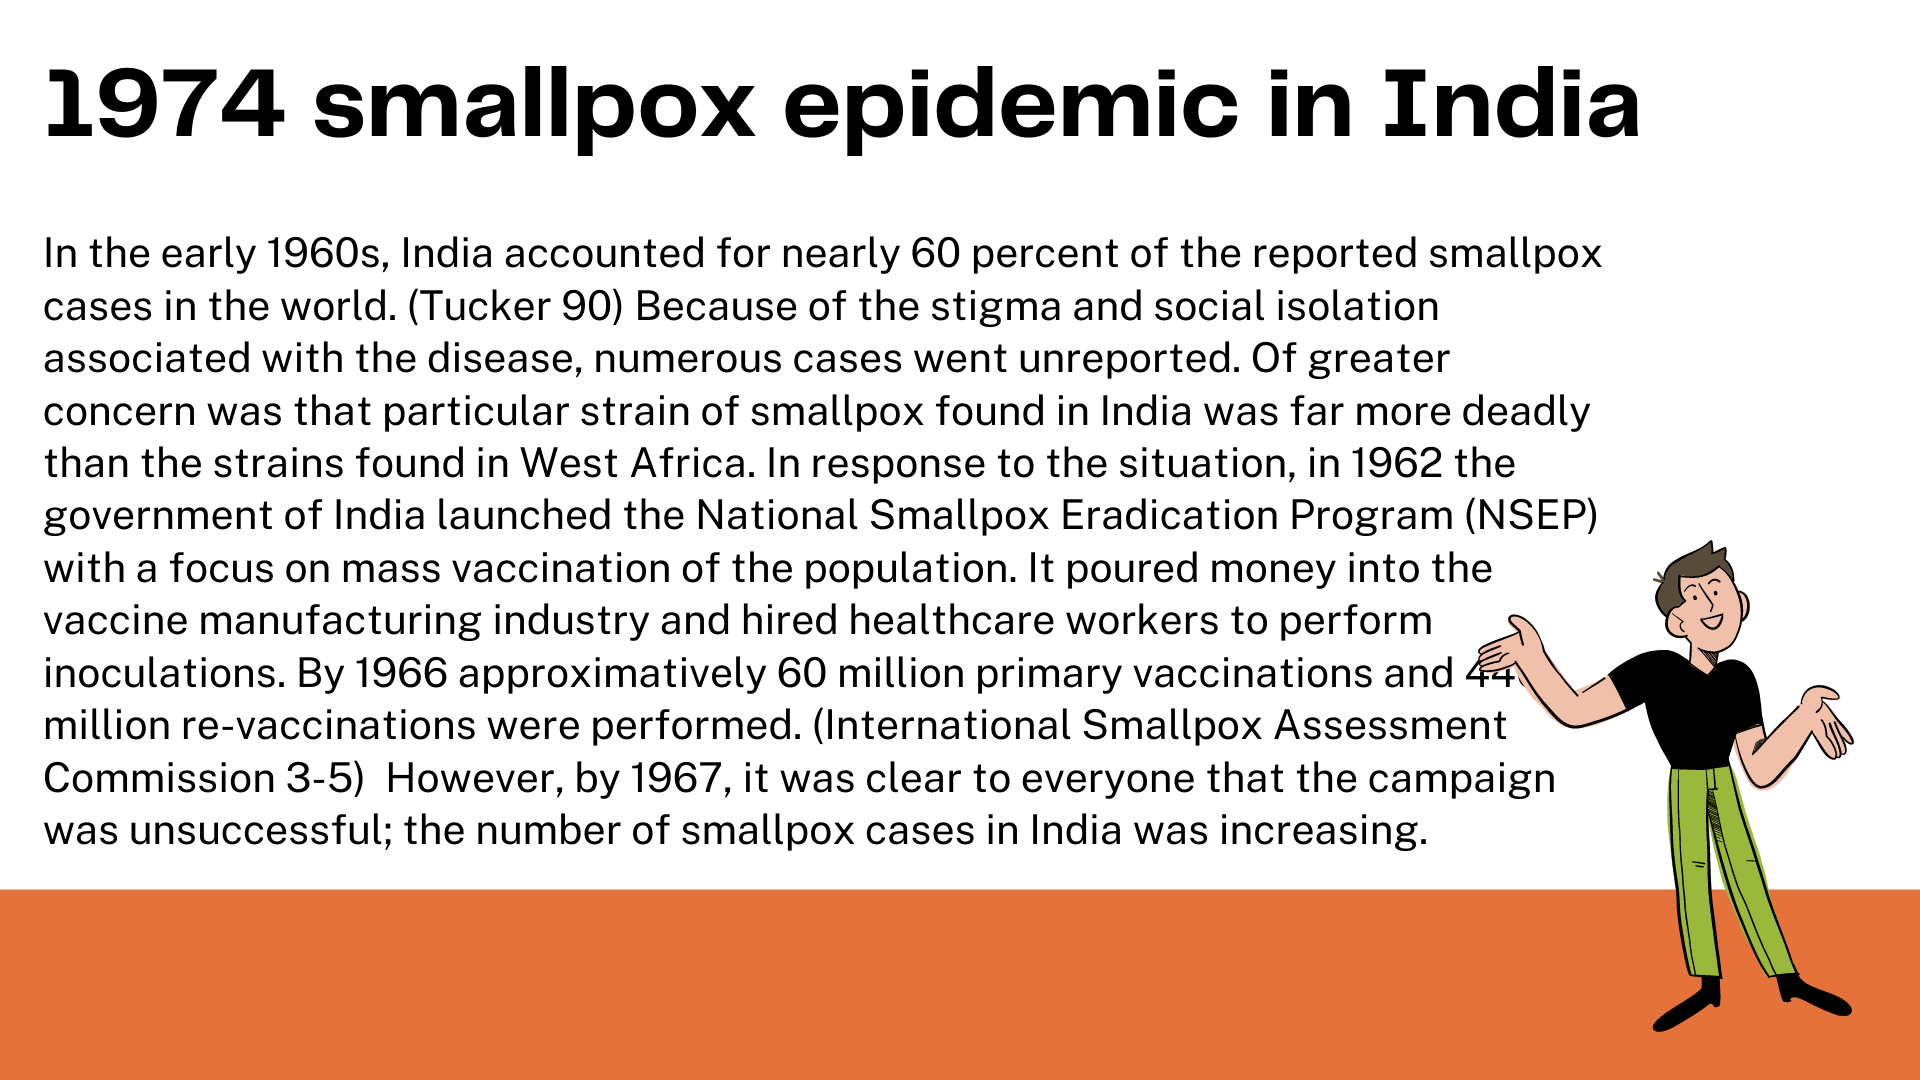 1974 smallpox epidemic in India
In the early 1960s, India accounted for nearly 60 percent of the reported smallpox
cases in the world. (Tucker 90) Because of the stigma and social isolation
associated with the disease, numerous cases went unreported. Of greater
concern was that particular strain of smallpox found in India was far more deadly
than the strains found in West Africa. In response to the situation, in 1962 the
government of India launched the National Smallpox Eradication Program (NSEP)
with a focus on mass vaccination of the population. It poured money into the
vaccine manufacturing industry and hired healthcare workers to perform
inoculations. By 1966 approximatively 60 million primary vaccinations and
million re-vaccinations were performed. (International Smallpox Assessment
Commission 3-5)  However, by 1967, it was clear to everyone that the campaign
was unsuccessful; the number of smallpox cases in India was increasing.